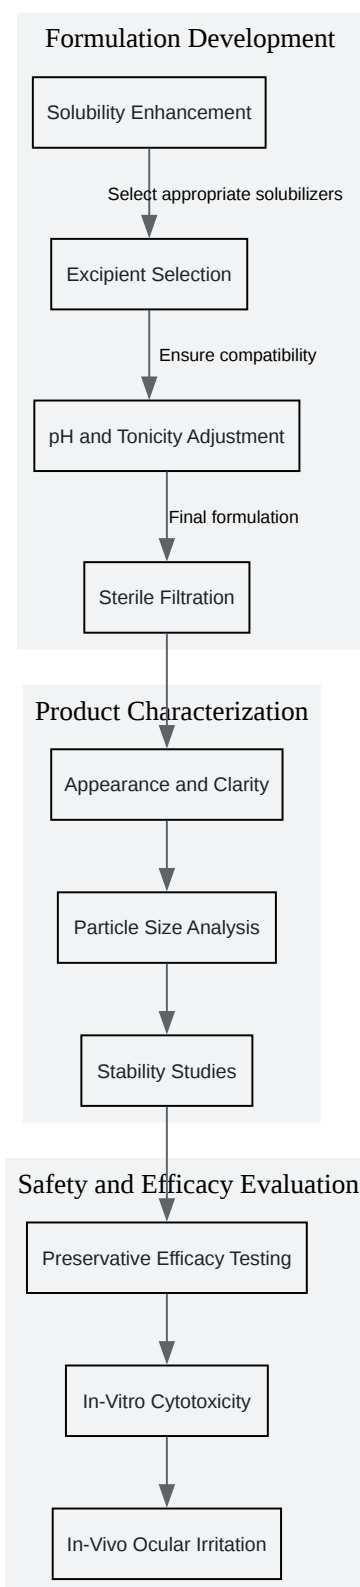 Formulation Development
Solubility Enhancement
Select appropriate solubilizers
Excipient Selection
Ensure compatibility
pH and Tonicity Adjustment
Final formulation
Sterile Filtration
Product Characterization
Appearance and Clarity
Particle Size Analysis
Stability Studies
Safety and Efficacy Evaluation
Preservative Efficacy Testing
In-Vitro Cytotoxicity
In-Vivo Ocular Irritation